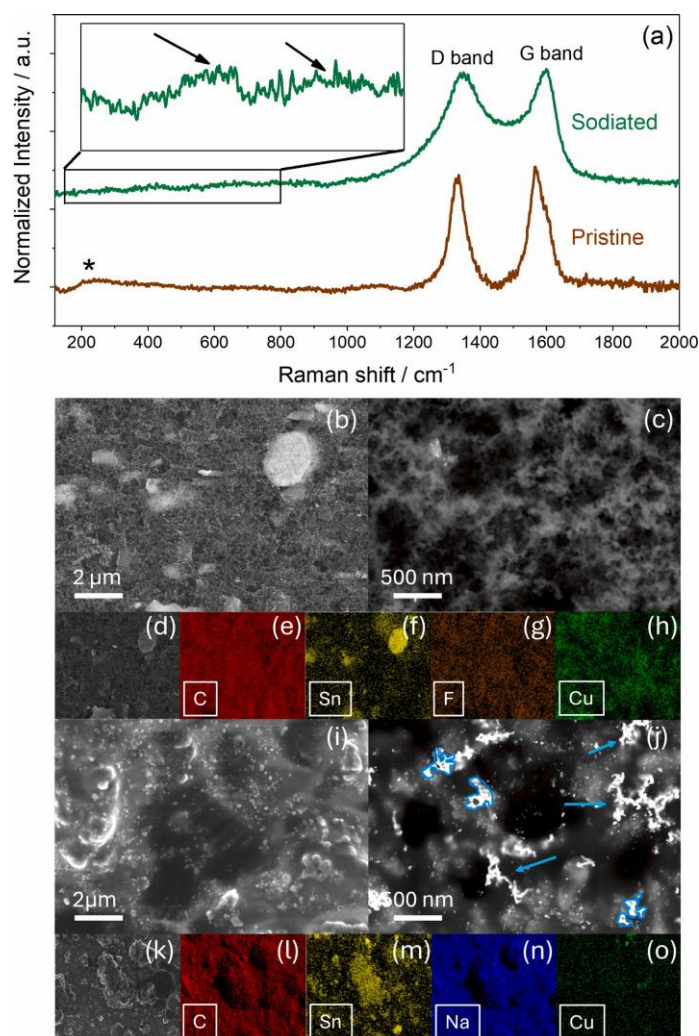 (a)
D band
G band
Sodiated
Pristine
*
Normalized Intensity / a.u.
200
400
600
800
1000
1200
1400
1600
1800
2000
Raman shift / cm-1
(b)
2 µm
(c)
500 nm
(d)
(e)
C
(f)
Sn
(g)
F
(h)
Cu
(i)
2µm
(j)
500 nm
(k)
(l)
C
(m)
Sn
(n)
Na
(o)
Cu